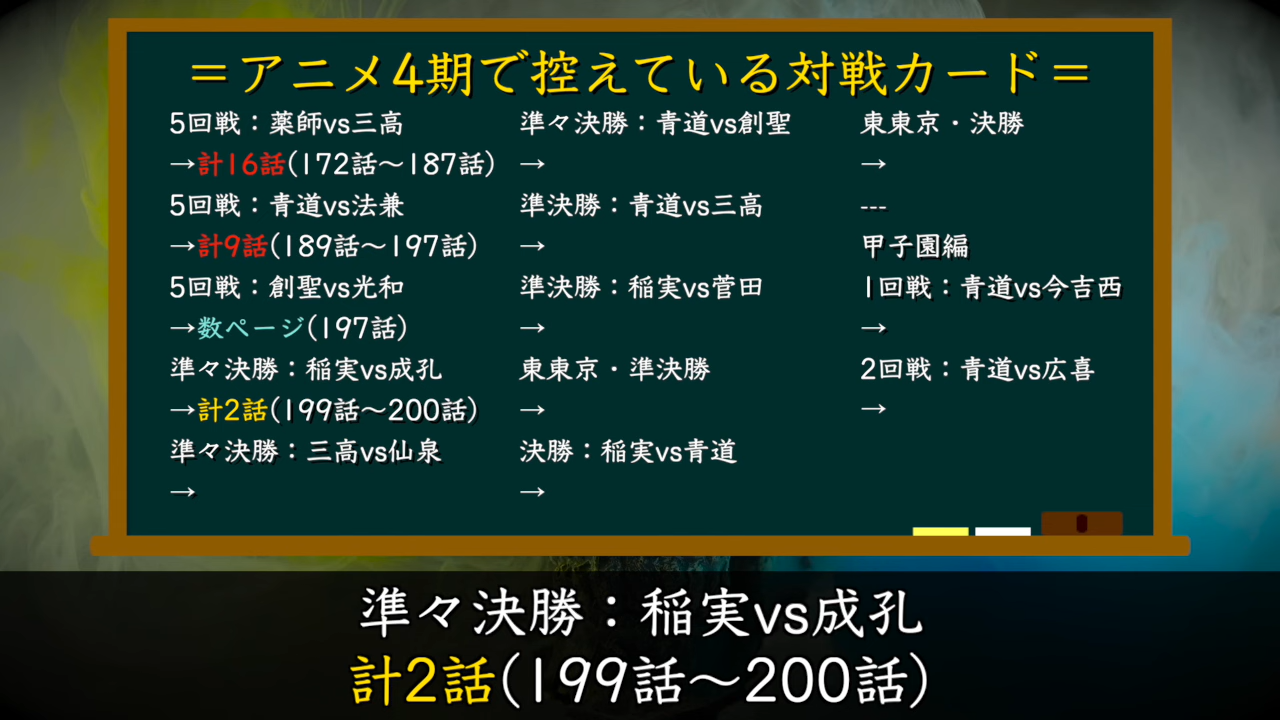 ＝アニメ4期で控えている対戦カード＝
5回戦：薬師vs三高
→計16話(172話～187話)
5回戦：青道vs法兼
→計9話(189話～197話)
5回戦：創聖vs光和
→数ページ(197話)
準々決勝：稲実vs成孔
→計2話(199話～200話)
準々決勝：三高vs仙泉
→
準々決勝：青道vs創聖
→
準決勝：青道vs三高
→
準決勝：稲実vs菅田
→
東東京・準決勝
→
決勝：稲実vs青道
→
東東京・決勝
→
---
甲子園編
1回戦：青道vs今吉西
→
2回戦：青道vs広喜
→
準々決勝：稲実vs成孔
計2話(199話～200話)